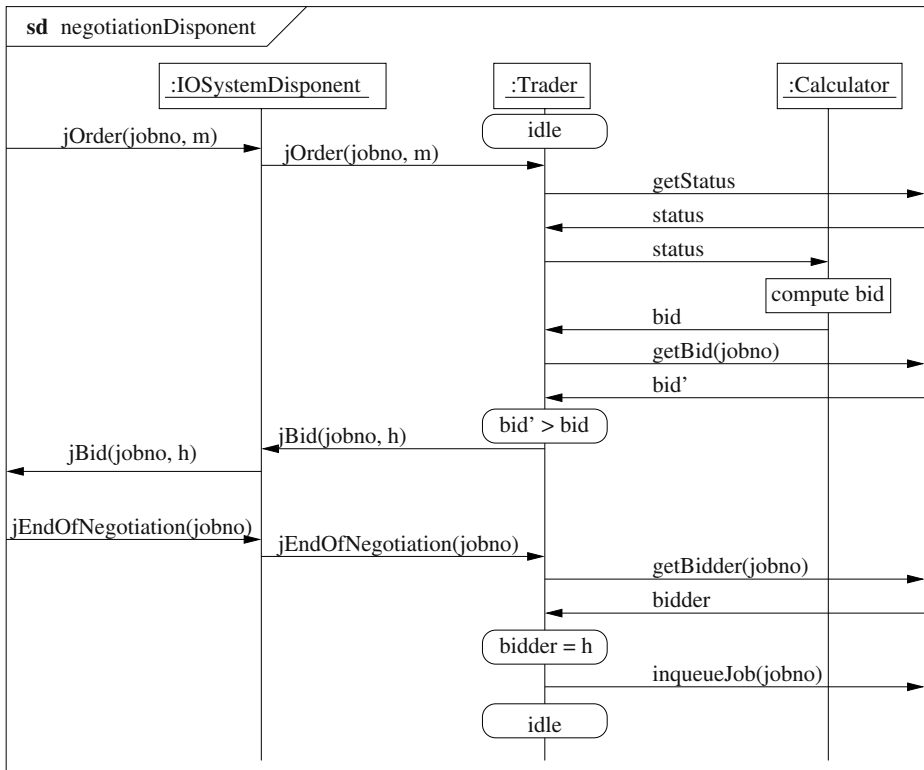 sd negotiationDisponent
:IOSystemDisponent
:Trader
:Calculator
idle
jOrder(jobno, m)
jOrder(jobno, m)
getStatus
status
status
compute bid
bid
getBid(jobno)
bid'
bid' > bid
jBid(jobno, h)
jBid(jobno, h)
jEndOfNegotiation(jobno)
jEndOfNegotiation(jobno)
getBidder(jobno)
bidder
bidder = h
inqueueJob(jobno)
idle